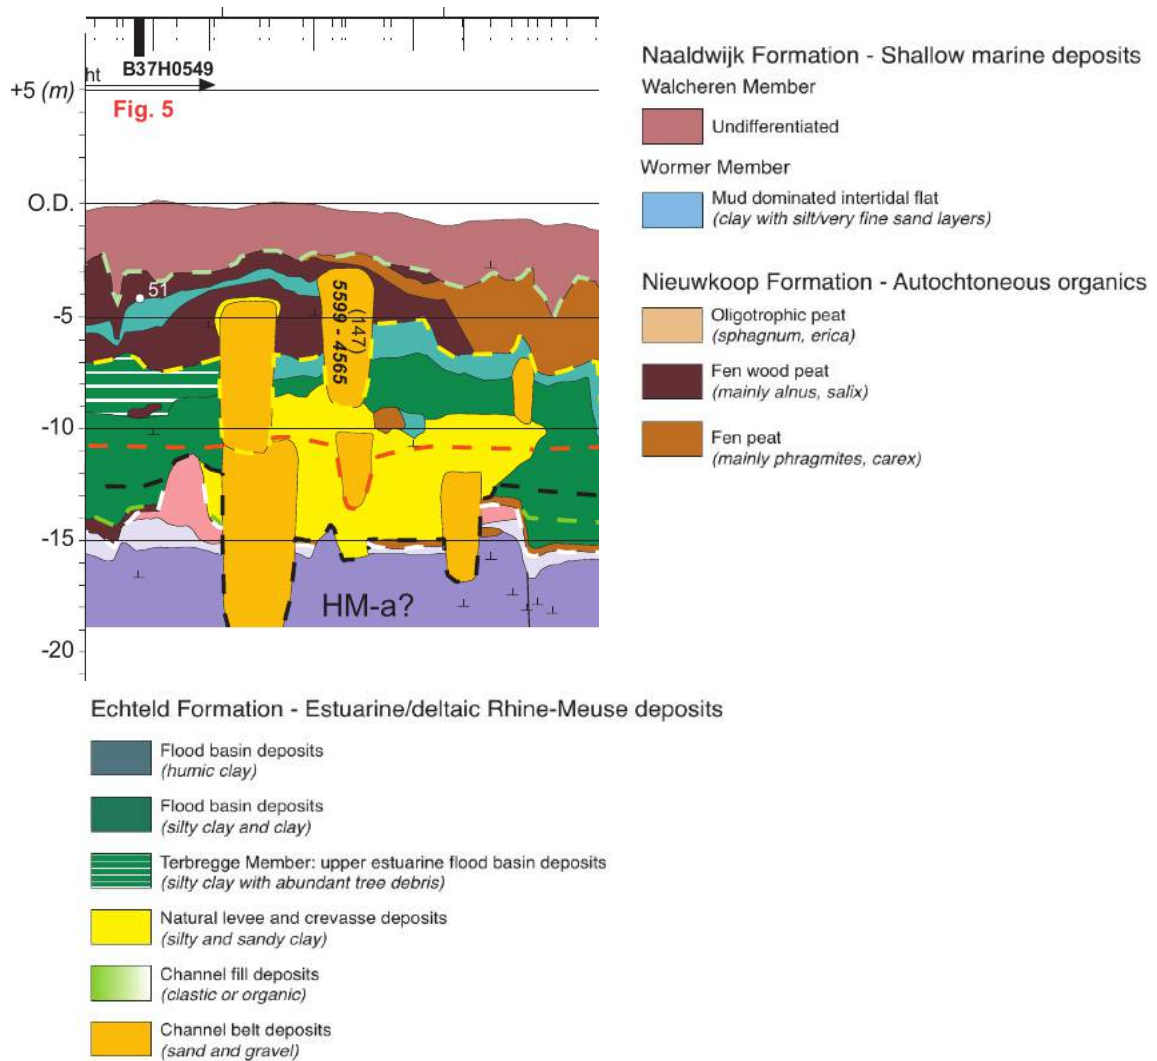 B37H0549
ht
+5 (m)
Fig. 5
O.D.
51
-5
(147)
5599 - 4565
-10
-15
HM-a?
-20
Naaldwijk Formation - Shallow marine deposits
Walcheren Member
Undifferentiated
Wormer Member
Mud dominated intertidal flat
(clay with silt/very fine sand layers)
Nieuwkoop Formation - Autochtoneous organics
Oligotrophic peat
(sphagnum, erica)
Fen wood peat
(mainly alnus, salix)
Fen peat
(mainly phragmites, carex)
Echteld Formation - Estuarine/deltaic Rhine-Meuse deposits
Flood basin deposits
(humic clay)
Flood basin deposits
(silty clay and clay)
Terbregge Member: upper estuarine flood basin deposits
(silty clay with abundant tree debris)
Natural levee and crevasse deposits
(silty and sandy clay)
Channel fill deposits
(clastic or organic)
Channel belt deposits
(sand and gravel)